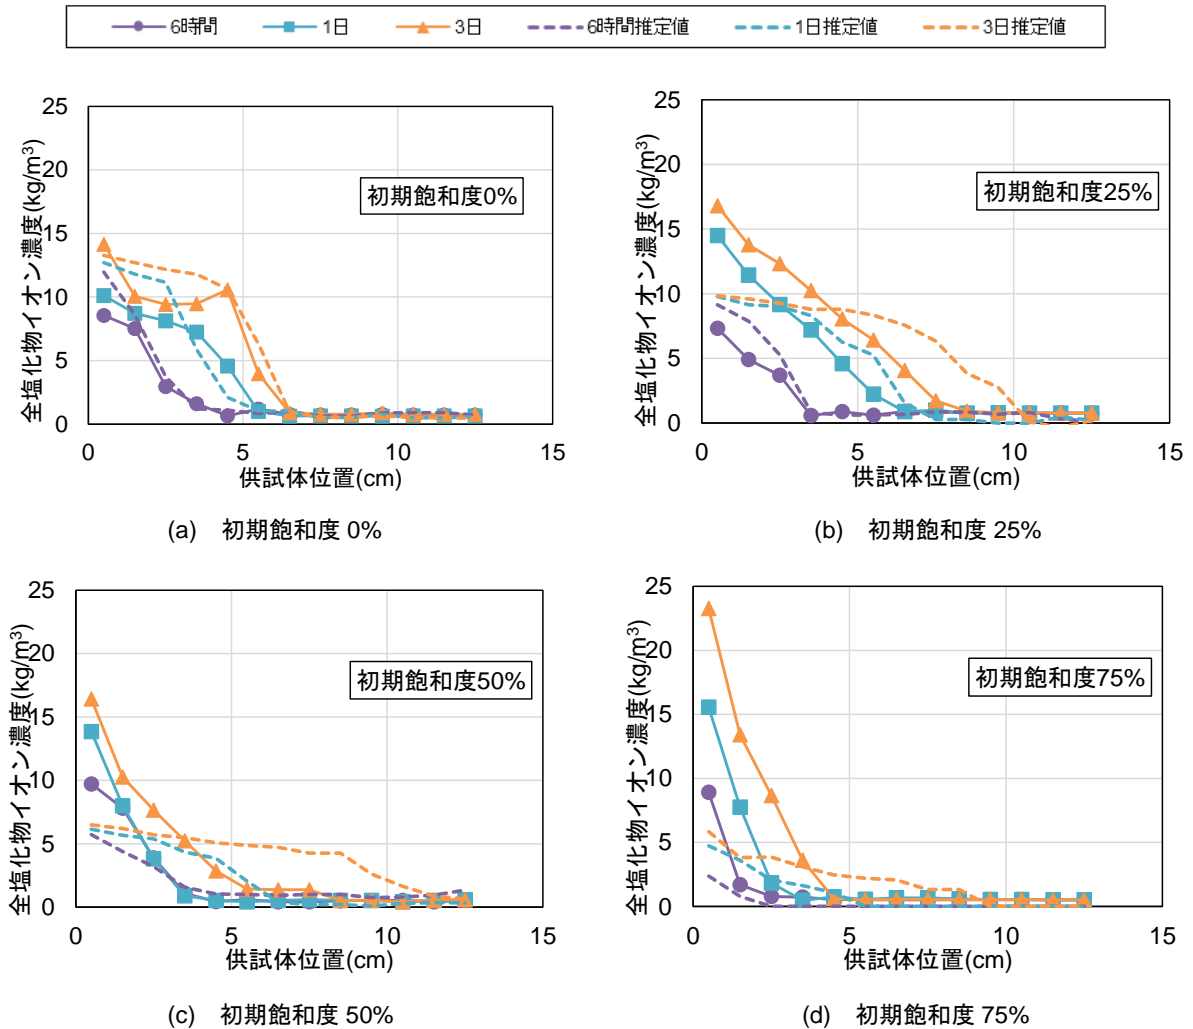 6時間 1日 3日 6時間推定値 1日推定値 3日推定値
25
20
15
10
5
0
全塩化物イオン濃度(kg/m³)
初期飽和度0%
0 5 10 15
供試体位置(cm)
(a) 初期飽和度 0%
25
20
15
10
5
0
全塩化物イオン濃度(kg/m³)
初期飽和度25%
0 5 10 15
供試体位置(cm)
(b) 初期飽和度 25%
25
20
15
10
5
0
全塩化物イオン濃度(kg/m³)
初期飽和度50%
0 5 10 15
供試体位置(cm)
(c) 初期飽和度 50%
25
20
15
10
5
0
全塩化物イオン濃度(kg/m³)
初期飽和度75%
0 5 10 15
供試体位置(cm)
(d) 初期飽和度 75%